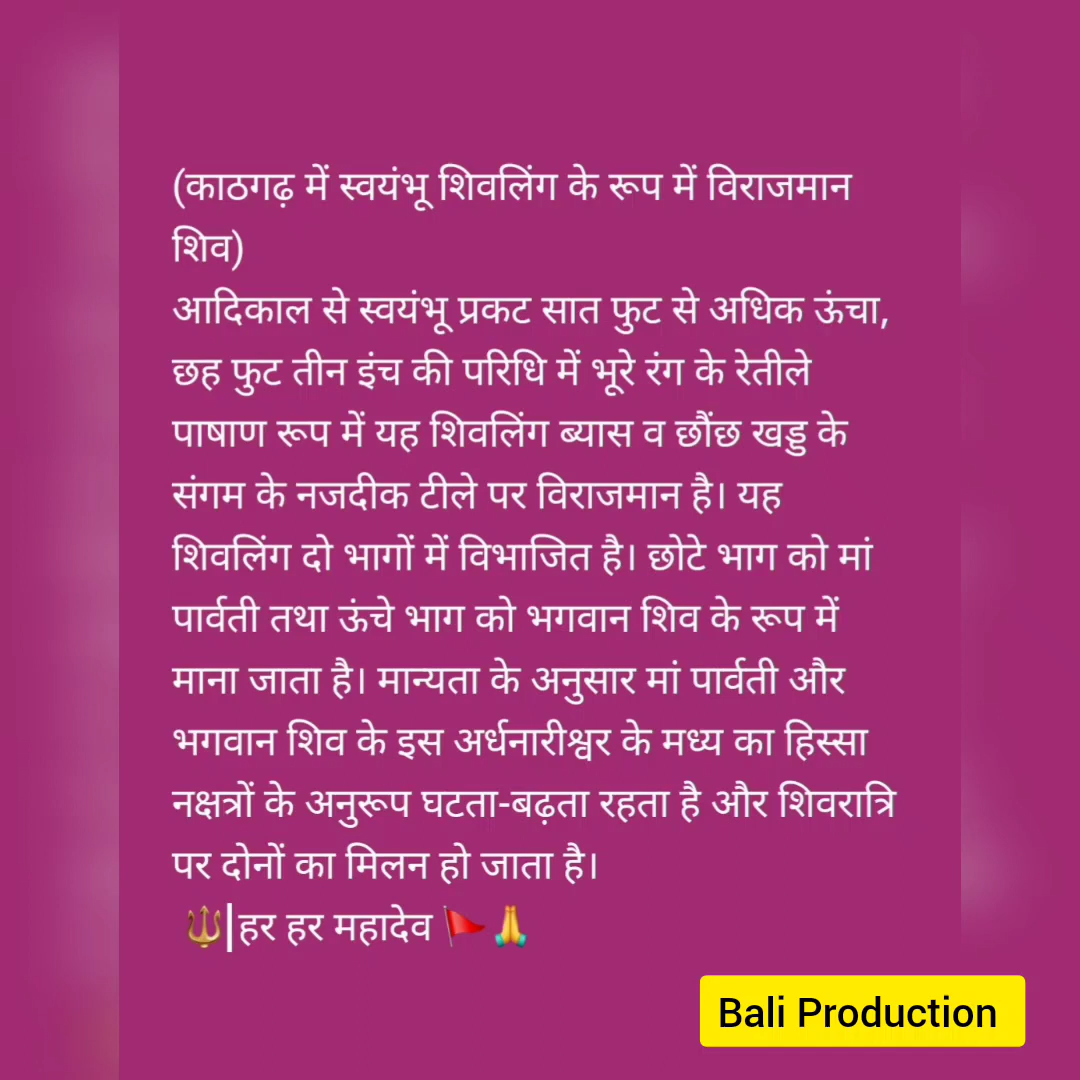 (काठगढ़ में स्वयंभू शिवलिंग के रूप में विराजमान
शिव)
आदिकाल से स्वयंभू प्रकट सात फुट से अधिक ऊंचा,
छह फुट तीन इंच की परिधि में भूरे रंग के रेतीले
पाषाण रूप में यह शिवलिंग ब्यास व छौंछ खड्ड के
संगम के नजदीक टीले पर विराजमान है। यह
शिवलिंग दो भागों में विभाजित है। छोटे भाग को मां
पार्वती तथा ऊंचे भाग को भगवान शिव के रूप में
माना जाता है। मान्यता के अनुसार मां पार्वती और
भगवान शिव के इस अर्धनारीश्वर के मध्य का हिस्सा
नक्षत्रों के अनुरूप घटता-बढ़ता रहता है और शिवरात्रि
पर दोनों का मिलन हो जाता है।
🔱|हर हर महादेव 🚩🙏
Bali Production